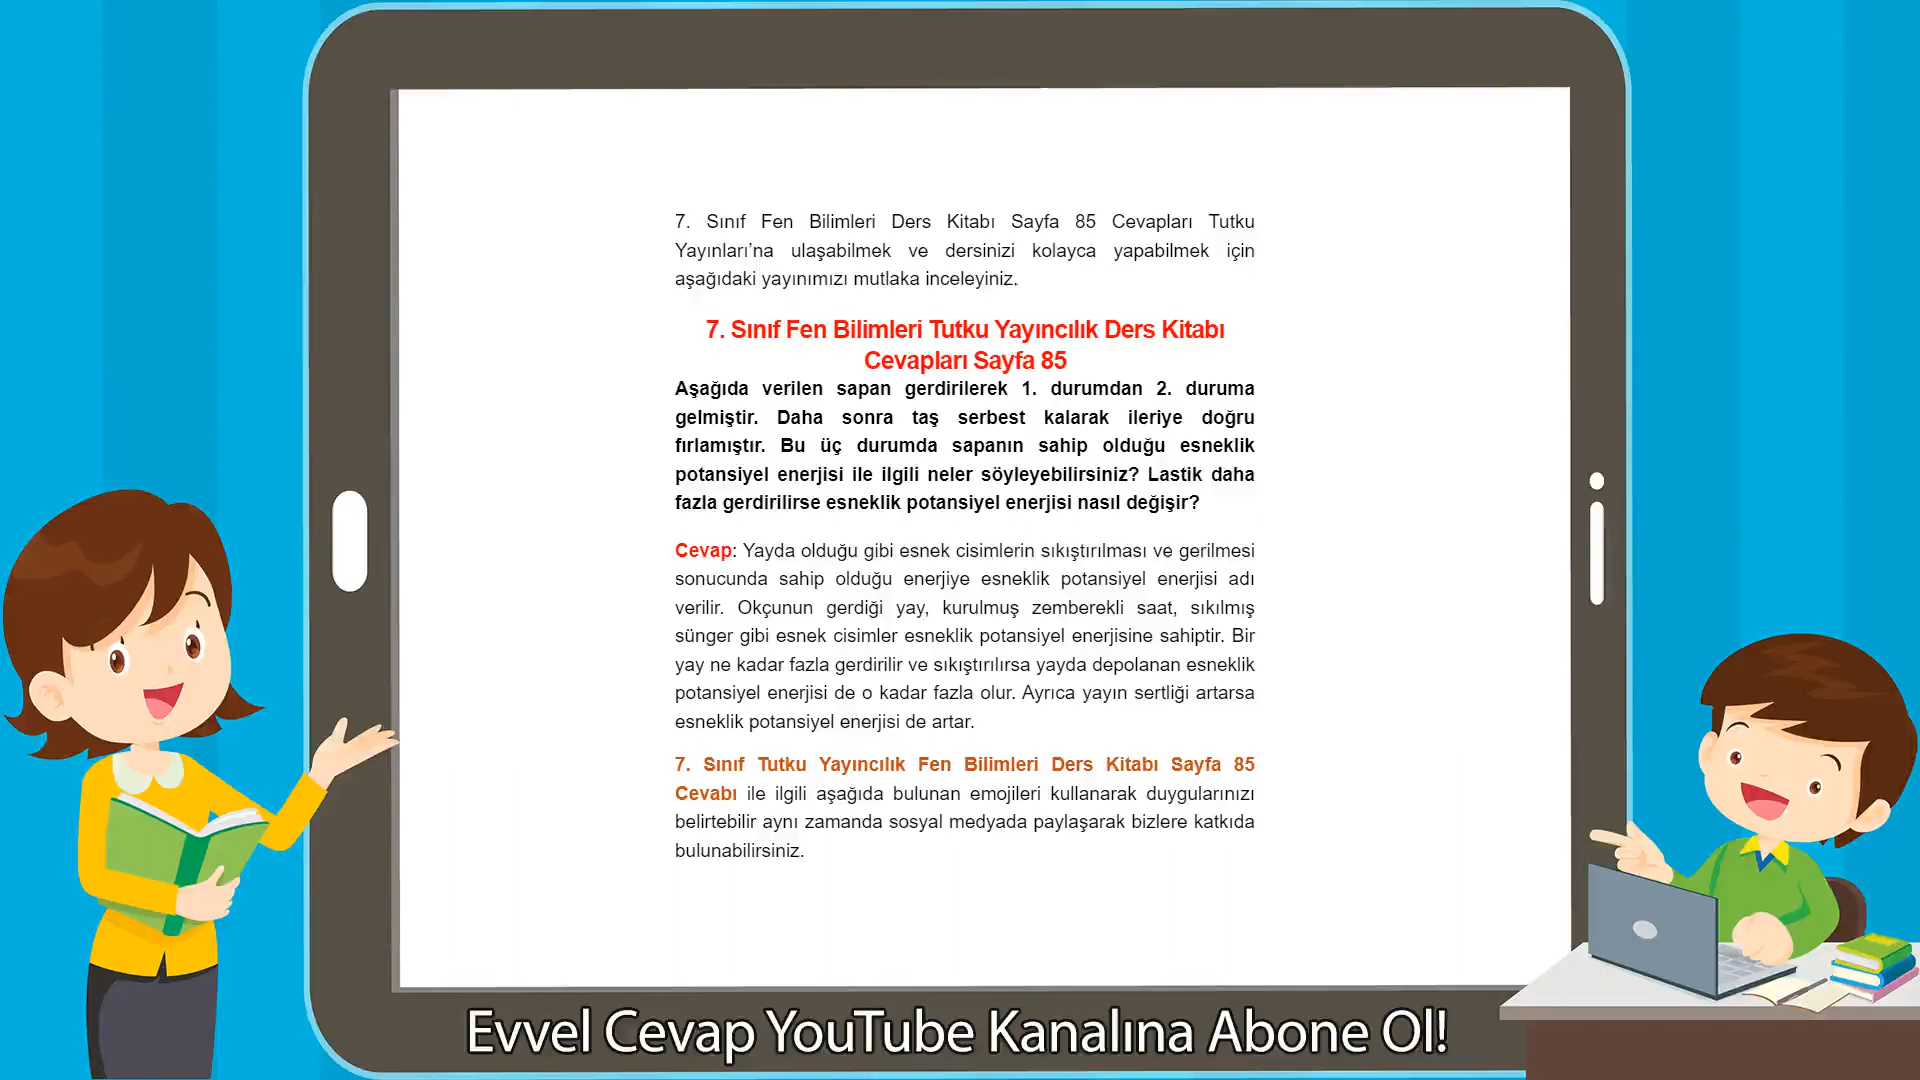 7. Sınıf Fen Bilimleri Ders Kitabı Sayfa 85 Cevapları Tutku
Yayınları’na ulaşabilmek ve dersinizi kolayca yapabilmek için
aşağıdaki yayınımızı mutlaka inceleyiniz.
7. Sınıf Fen Bilimleri Tutku Yayıncılık Ders Kitabı
Cevapları Sayfa 85
Aşağıda verilen sapan gerdirilerek 1. durumdan 2. duruma
gelmiştir. Daha sonra taş serbest kalarak ileriye doğru
fırlamıştır. Bu üç durumda sapanın sahip olduğu esneklik
potansiyel enerjisi ile ilgili neler söyleyebilirsiniz? Lastik daha
fazla gerdirilirse esneklik potansiyel enerjisi nasıl değişir?
Cevap: Yayda olduğu gibi esnek cisimlerin sıkıştırılması ve gerilmesi
sonucunda sahip olduğu enerjiye esneklik potansiyel enerjisi adı
verilir. Okçunun gerdiği yay, kurulmuş zemberekli saat, sıkılmış
sünger gibi esnek cisimler esneklik potansiyel enerjisine sahiptir. Bir
yay ne kadar fazla gerdirilir ve sıkıştırılırsa yayda depolanan esneklik
potansiyel enerjisi de o kadar fazla olur. Ayrıca yayın sertliği artarsa
esneklik potansiyel enerjisi de artar.
7. Sınıf Tutku Yayıncılık Fen Bilimleri Ders Kitabı Sayfa 85
Cevabı ile ilgili aşağıda bulunan emojileri kullanarak duygularınızı
belirtebilir aynı zamanda sosyal medyada paylaşarak bizlere katkıda
bulunabilirsiniz.
Evvel Cevap YouTube Kanalına Abone Ol!